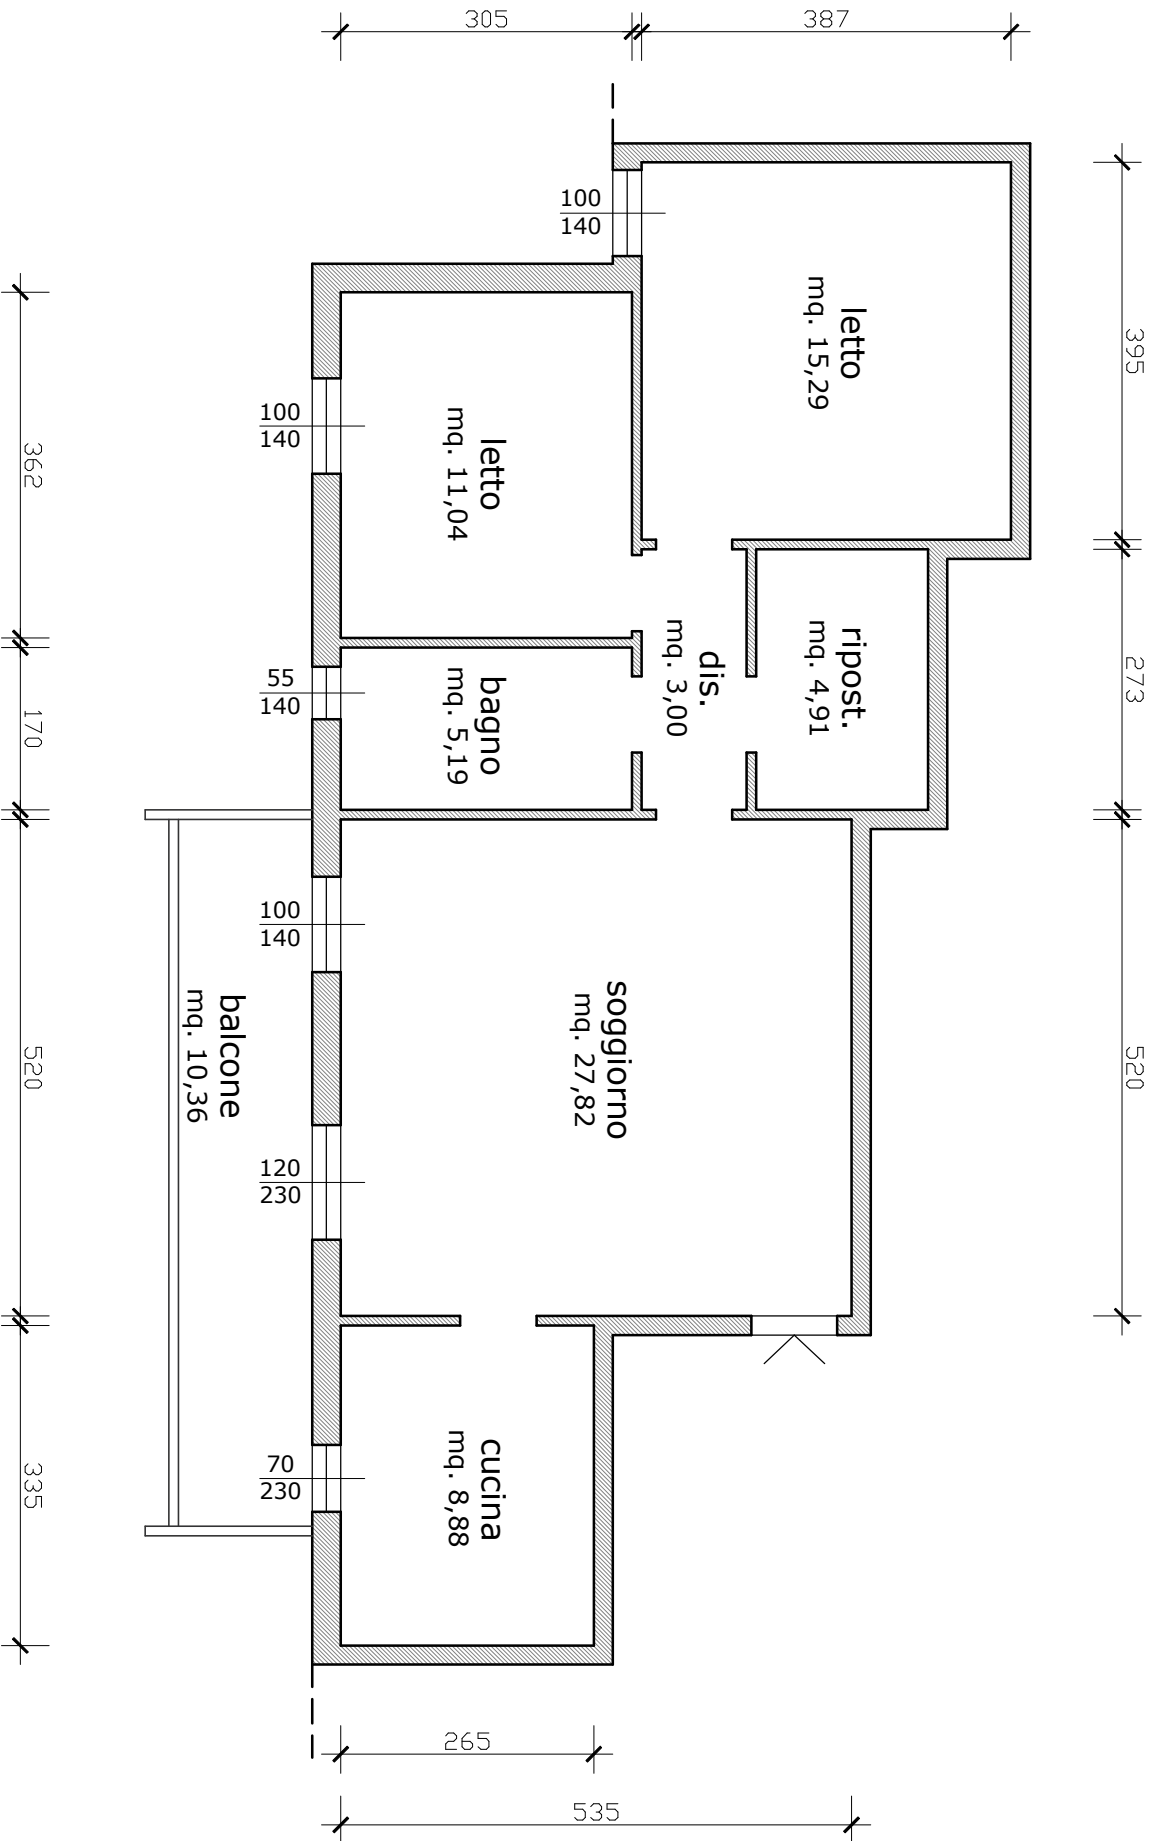 305
387
100
140
395
letto
mq. 15,29
362
100
140
letto
mq. 11,04
273
ripost.
mq. 4,91
dis.
mq. 3,00
170
55
140
bagno
mq. 5,19
520
100
140
520
balcone
mq. 10,36
soggiorno
mq. 27,82
120
230
335
70
230
cucina
mq. 8,88
265
535